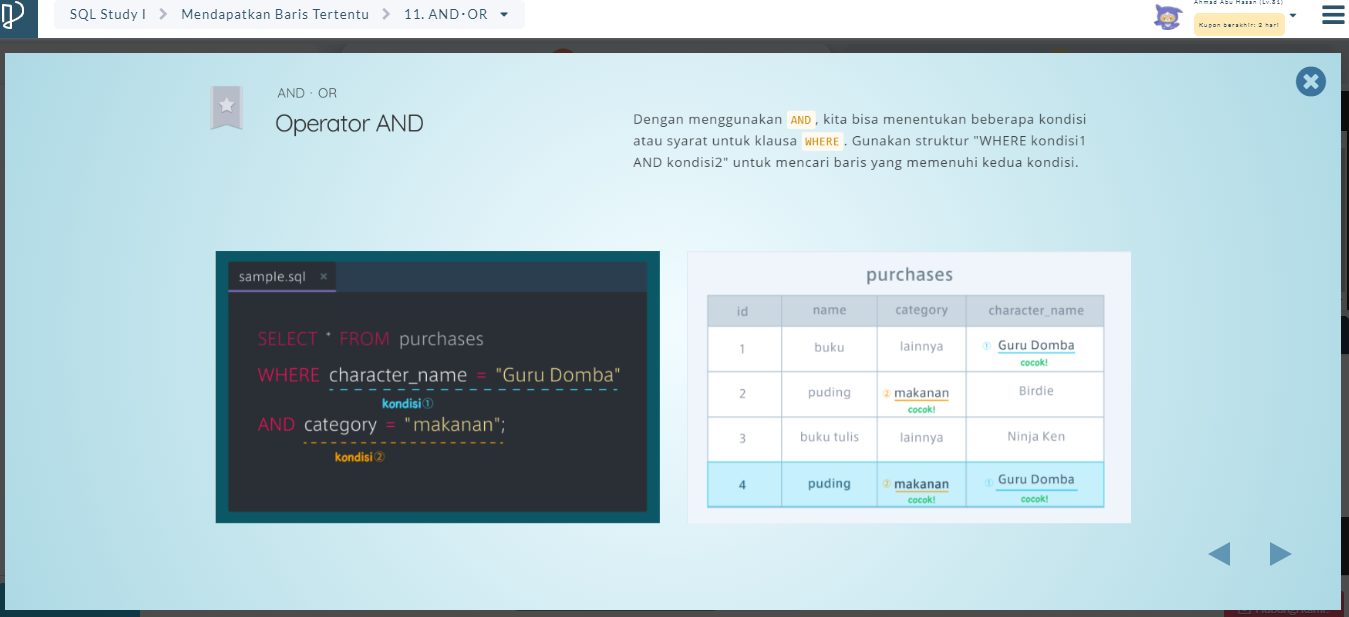 SQL Study I
Mendapatkan Baris Tertentu
11. AND･OR
Ahmad Abu Hasan (Lv.81)
Kupon berakhir: 2 hari
AND · OR
Operator AND
Dengan menggunakan AND, kita bisa menentukan beberapa kondisi
atau syarat untuk klausa WHERE. Gunakan struktur "WHERE kondisi1
AND kondisi2" untuk mencari baris yang memenuhi kedua kondisi.
sample.sql ×
SELECT * FROM purchases
WHERE character_name = "Guru Domba"
kondisi①
AND category = "makanan";
kondisi②
purchases
id name category character_name
1 buku lainnya ① Guru Domba
cocok!
2 puding ② makanan Birdie
cocok!
3 buku tulis lainnya Ninja Ken
4 puding ② makanan ① Guru Domba
cocok! cocok!